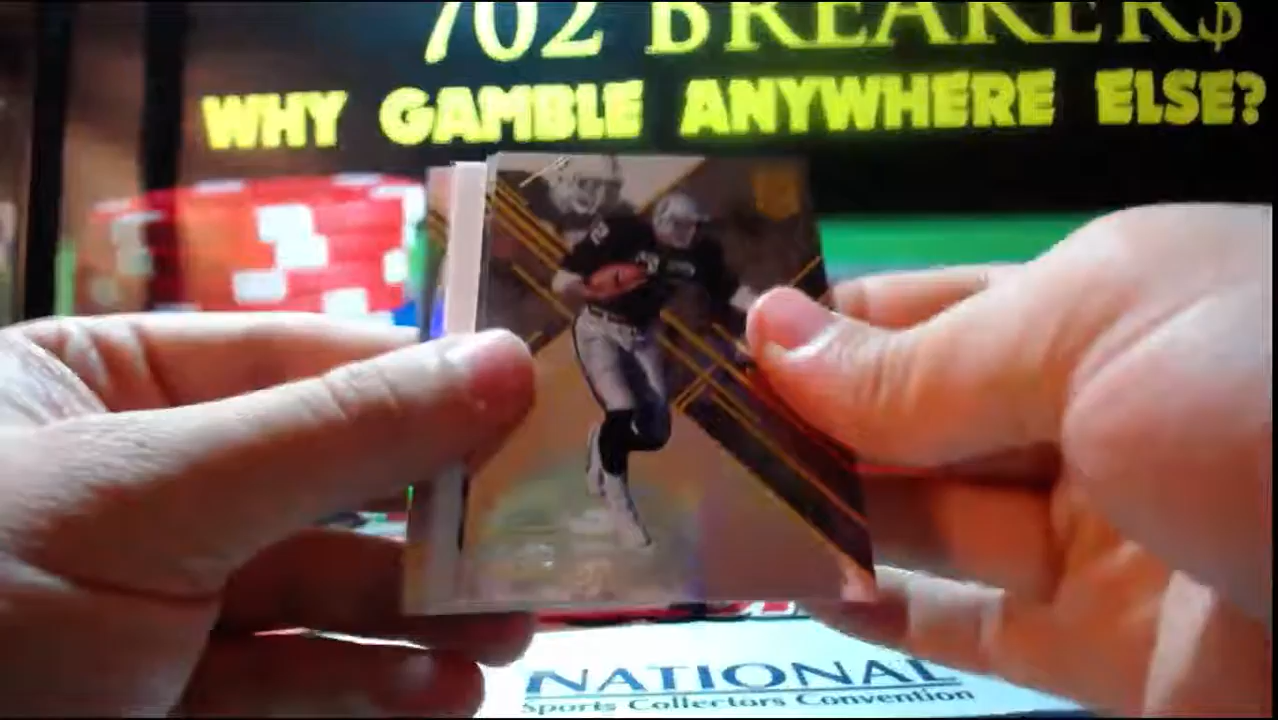 702 BREAKER$
WHY GAMBLE ANYWHERE ELSE?
NATIONAL
Sports Collectors Convention